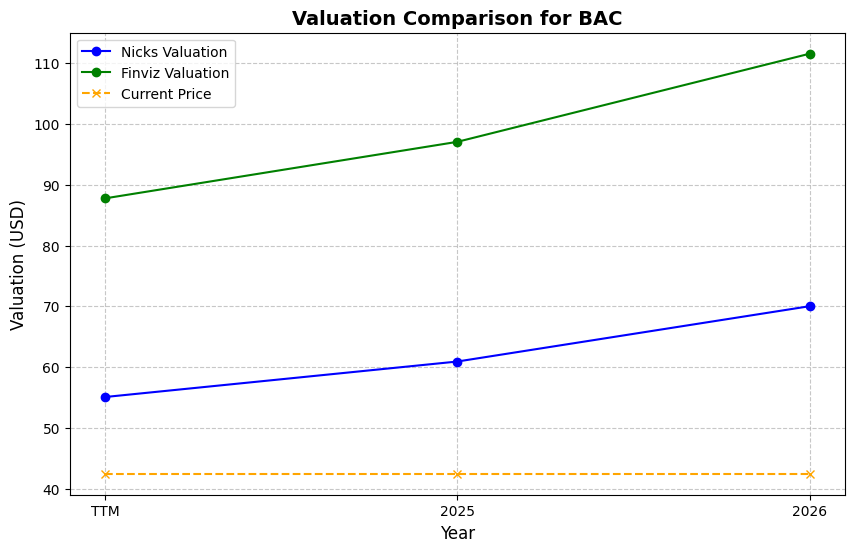 Valuation Comparison for BAC
Nicks Valuation
Finviz Valuation
Current Price
Valuation (USD)
110
100
90
80
70
60
50
40
TTM
2025
2026
Year